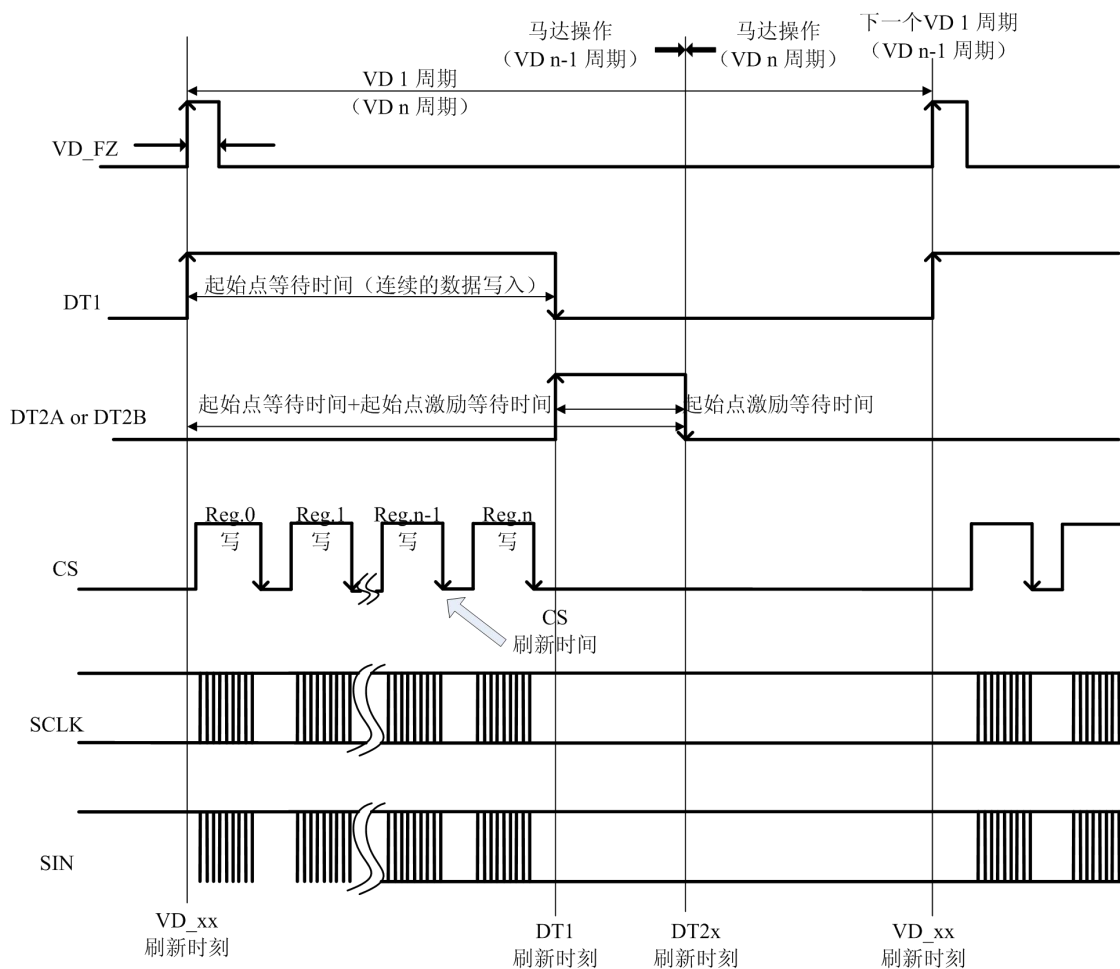 马达操作
（VD n-1 周期）
马达操作
（VD n 周期）
下一个VD 1 周期
（VD n-1 周期）
VD 1 周期
（VD n 周期）
VD_FZ
起始点等待时间（连续的数据写入）
DT1
起始点等待时间+起始点激励等待时间
起始点激励等待时间
DT2A or DT2B
Reg.0
写
Reg.1
写
Reg.n-1
写
Reg.n
写
CS
CS
刷新时间
SCLK
SIN
VD_xx
刷新时刻
DT1
刷新时刻
DT2x
刷新时刻
VD_xx
刷新时刻